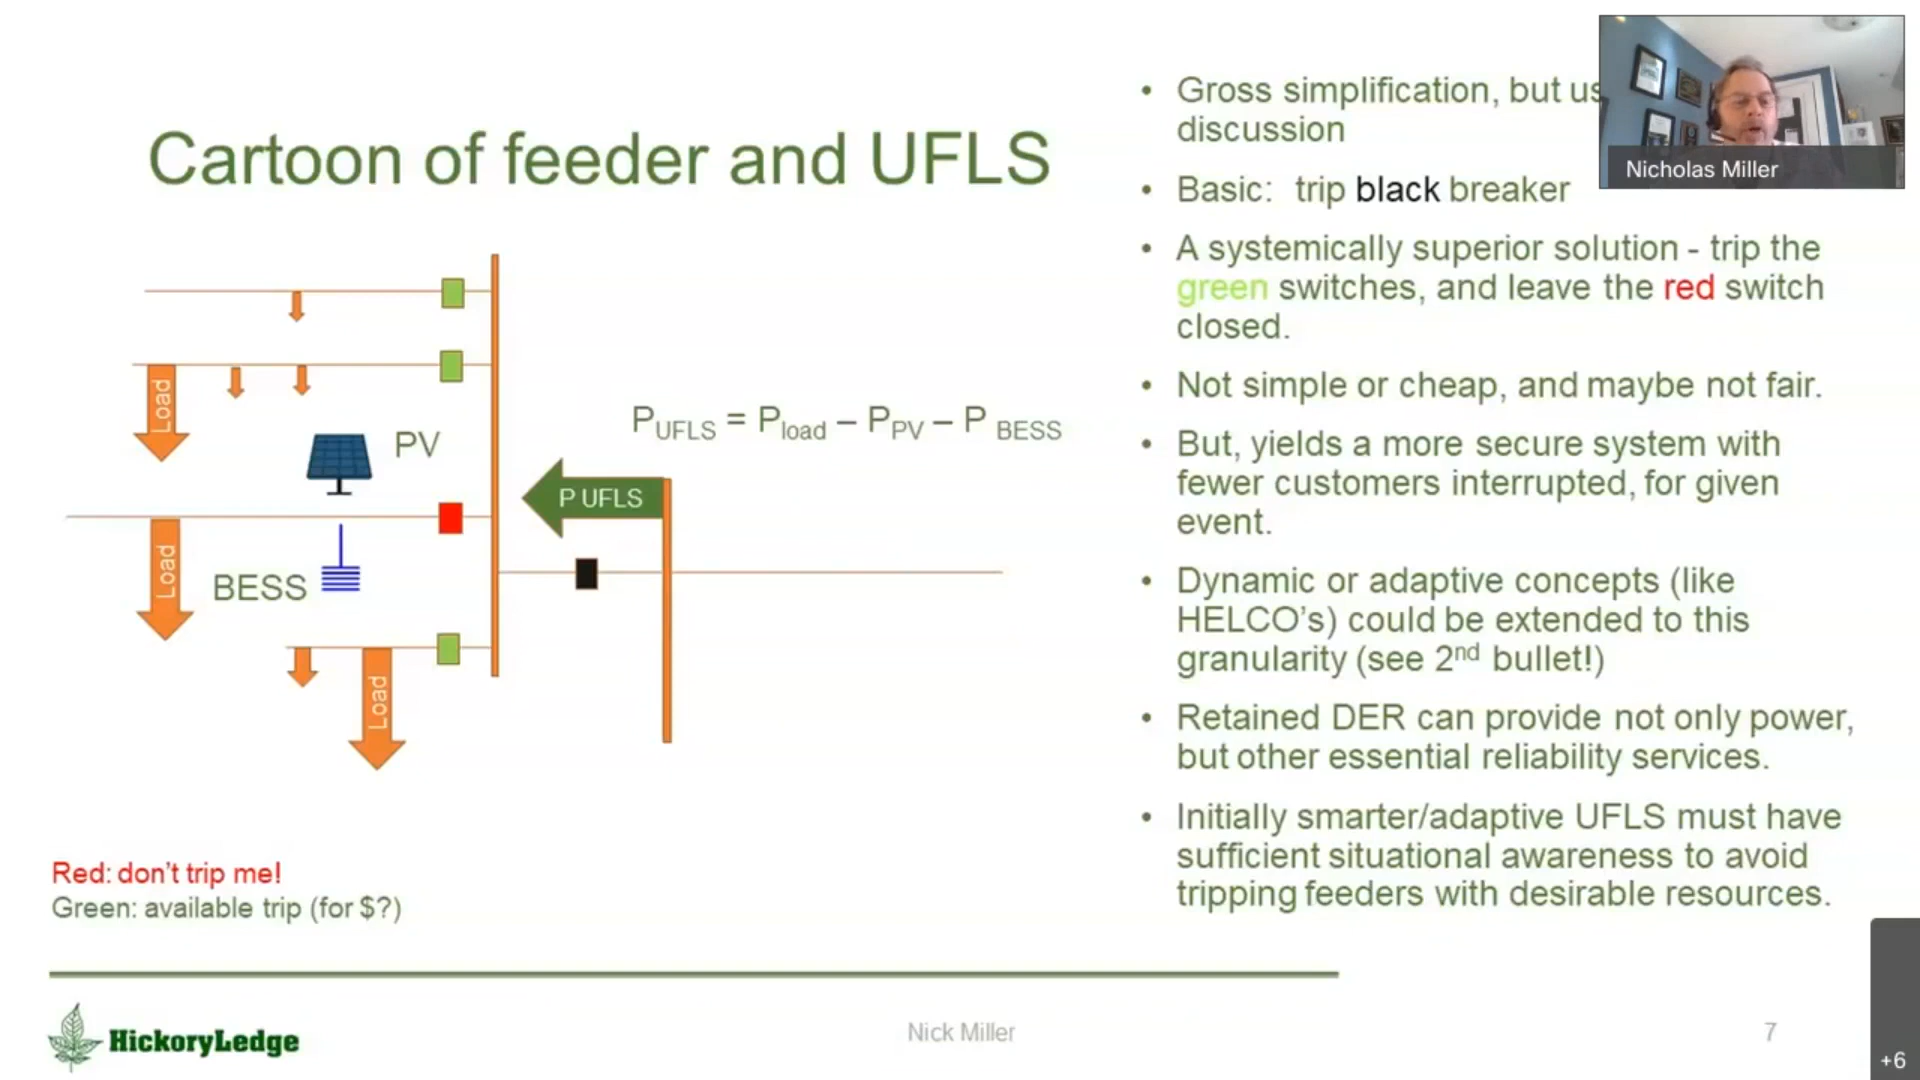 Cartoon of feeder and UFLS
Load
PV
Load
BESS
Load
P UFLS = P load – P PV – P BESS
P UFLS
Red: don't trip me!
Green: available trip (for $?)
• Gross simplification, but
discussion
• Basic: trip black breaker
• A systemically superior solution - trip the
green switches, and leave the red switch
closed.
• Not simple or cheap, and maybe not fair.
• But, yields a more secure system with
fewer customers interrupted, for given
event.
• Dynamic or adaptive concepts (like
HELCO's) could be extended to this
granularity (see 2nd bullet!)
• Retained DER can provide not only power,
but other essential reliability services.
• Initially smarter/adaptive UFLS must have
sufficient situational awareness to avoid
tripping feeders with desirable resources.
Nicholas Miller
HickoryLedge
Nick Miller
7
+6